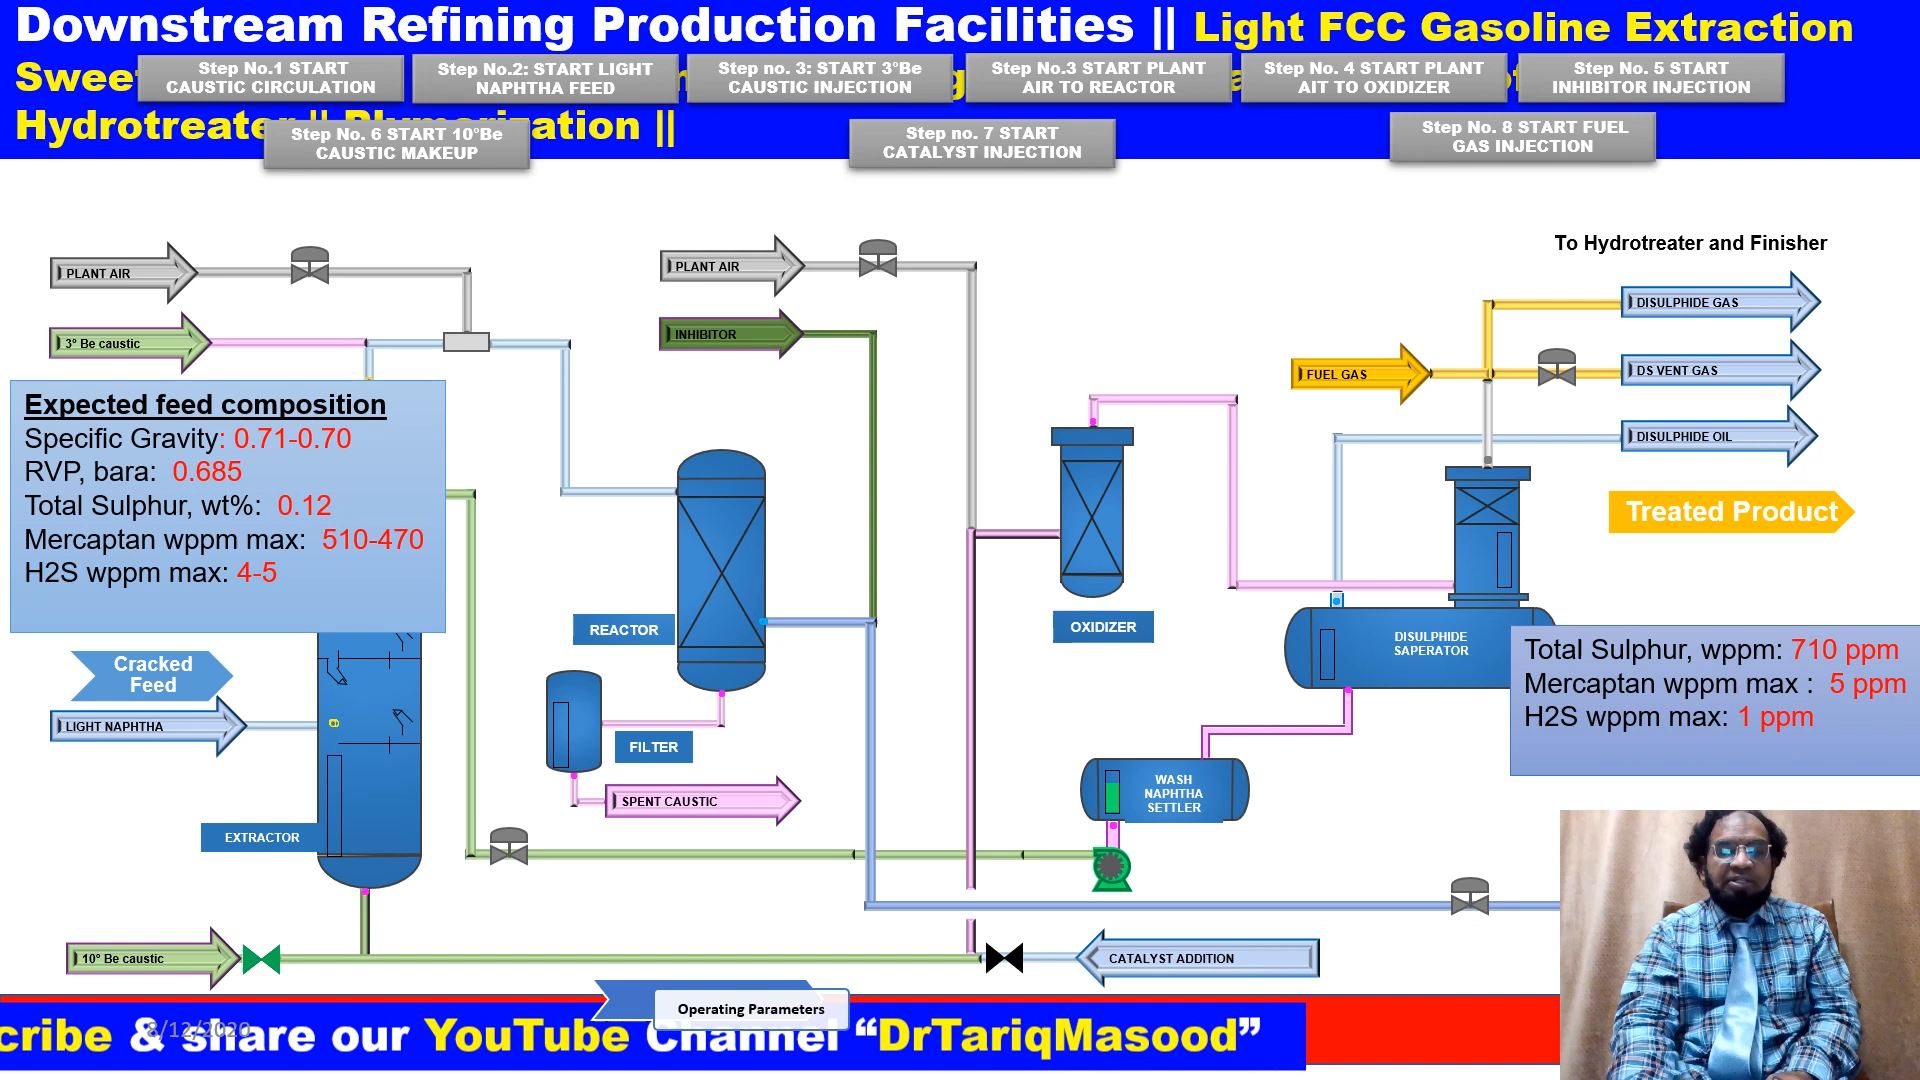 Downstream Refining Production Facilities || Light FCC Gasoline Extraction
Hydrotreater || ization ||
Step No.1 START
CAUSTIC CIRCULATION
Step No.2: START LIGHT
NAPHTHA FEED
Step no. 3: START 3°Be
CAUSTIC INJECTION
Step No.3 START PLANT
AIR TO REACTOR
Step No. 4 START PLANT
AIT TO OXIDIZER
Step No. 5 START
INHIBITOR INJECTION
Step No. 6 START 10°Be
CAUSTIC MAKEUP
Step no. 7 START
CATALYST INJECTION
Step No. 8 START FUEL
GAS INJECTION
To Hydrotreater and Finisher
PLANT AIR
PLANT AIR
DISULPHIDE GAS
3° Be caustic
INHIBITOR
FUEL GAS
DS VENT GAS
DISULPHIDE OIL
Expected feed composition
Specific Gravity: 0.71-0.70
RVP, bara: 0.685
Total Sulphur, wt%: 0.12
Mercaptan wppm max: 510-470
H2S wppm max: 4-5
Treated Product
REACTOR
OXIDIZER
DISULPHIDE
SAPERATOR
Total Sulphur, wppm: 710 ppm
Mercaptan wppm max : 5 ppm
H2S wppm max: 1 ppm
Cracked
Feed
LIGHT NAPHTHA
FILTER
SPENT CAUSTIC
WASH
NAPHTHA
SETTLER
EXTRACTOR
10° Be caustic
CATALYST ADDITION
Operating Parameters
8/12/2020
cribe & share our YouTube Channel “DrTariqMasood”